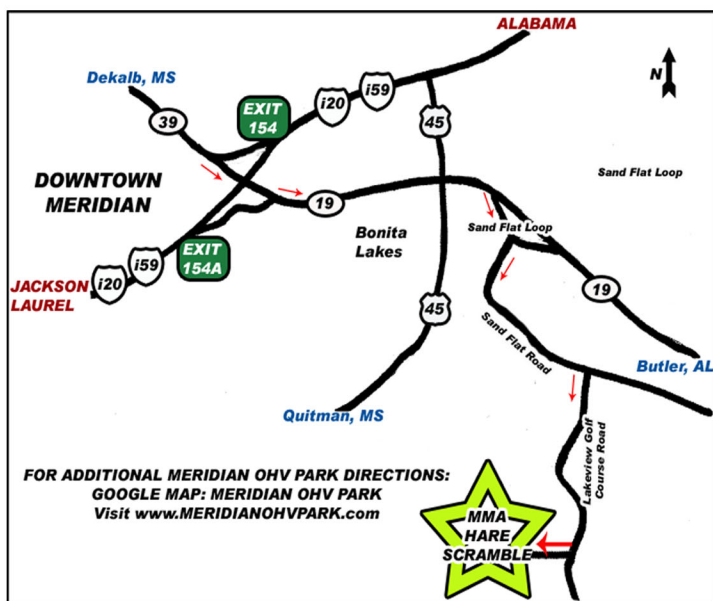 ALABAMA
Dekalb, MS
39
EXIT
154
i20
i59
45
N
DOWNTOWN
MERIDIAN
Sand Flat Loop
19
Bonita
Lakes
Sand Flat Loop
EXIT
154A
i59
i20
JACKSON
LAUREL
19
45
Sand Flat Road
Butler, AL
Quitman, MS
Lakeview Golf
Course Road
FOR ADDITIONAL MERIDIAN OHV PARK DIRECTIONS:
GOOGLE MAP: MERIDIAN OHV PARK
Visit www.MERIDIANOHVPARK.com
MMA
HARE
SCRAMBLE